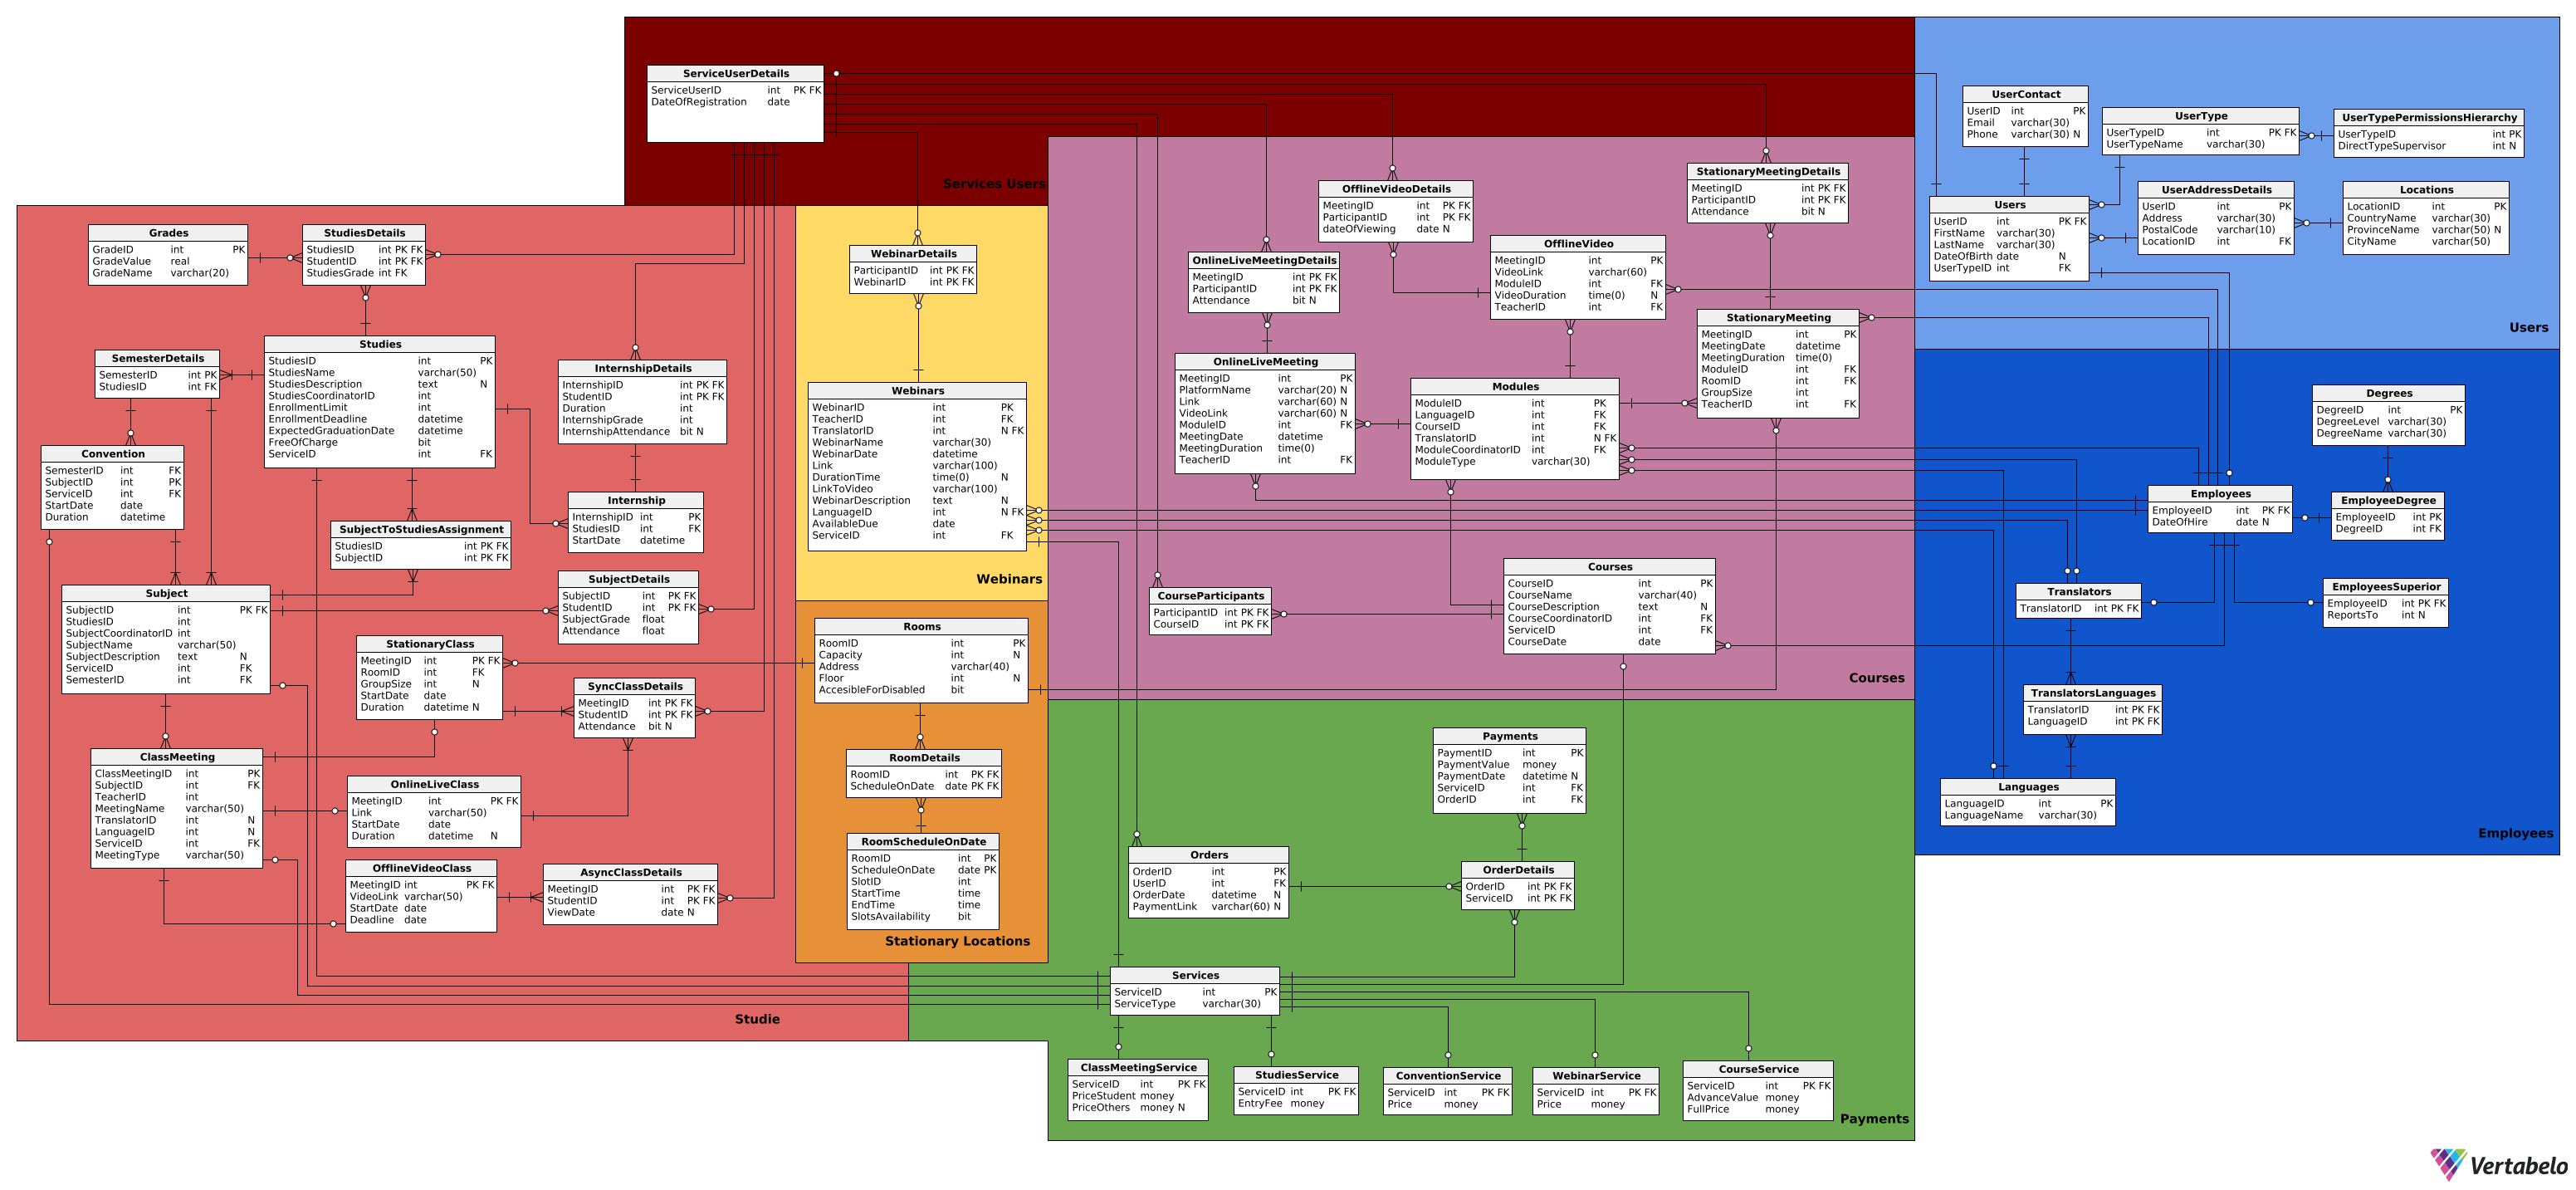 ServiceUserDetails
ServiceUserID int PK FK
DateOfRegistration date
Services Users
UserContact
UserID int PK
Email varchar(30)
Phone varchar(30) N
UserType
UserTypeID int PK FK
UserTypeName varchar(30)
UserTypePermissionsHierarchy
UserTypeID int PK
DirectTypeSupervisor int N
Users
UserID int PK FK
FirstName varchar(30)
LastName varchar(30)
DateOfBirth date N
UserTypeID int FK
UserAddressDetails
UserID int PK
Address varchar(30)
PostalCode varchar(10)
LocationID int FK
Locations
LocationID int PK
CountryName varchar(30)
ProvinceName varchar(50) N
CityName varchar(50)
Users
Grades
GradeID int PK
GradeValue real
GradeName varchar(20)
StudiesDetails
StudiesID int PK FK
StudentID int PK FK
StudiesGrade int FK
SemesterDetails
SemesterID int PK
StudiesID int FK
Studies
StudiesID int PK
StudiesName varchar(50)
StudiesDescription text N
StudiesCoordinatorID int
EnrollmentLimit int
EnrollmentDeadline datetime
ExpectedGraduationDate datetime
FreeOfCharge bit
ServiceID int FK
InternshipDetails
InternshipID int PK FK
StudentID int PK FK
Duration int
InternshipGrade int
InternshipAttendance bit N
Convention
SemesterID int FK
SubjectID int PK
ServiceID int FK
StartDate date
Duration datetime
Internship
InternshipID int PK
StudiesID int FK
StartDate datetime
SubjectToStudiesAssignment
StudiesID int PK FK
SubjectID int PK FK
Subject
SubjectID int PK FK
StudiesID int
SubjectCoordinatorID int
SubjectName varchar(50)
SubjectDescription text N
ServiceID int FK
SemesterID int FK
SubjectDetails
SubjectID int PK FK
StudentID int PK FK
SubjectGrade float
Attendance float
StationaryClass
MeetingID int PK FK
RoomID int FK
GroupSize int N
StartDate date
Duration datetime N
SyncClassDetails
MeetingID int PK FK
StudentID int PK FK
Attendance bit N
ClassMeeting
ClassMeetingID int PK
SubjectID int FK
TeacherID int
MeetingName varchar(50)
TranslatorID int N
LanguageID int N
ServiceID int FK
MeetingType varchar(50)
OnlineLiveClass
MeetingID int PK FK
Link varchar(50)
StartDate date
Duration datetime N
OfflineVideoClass
MeetingID int PK FK
VideoLink varchar(50)
StartDate date
Deadline date
AsyncClassDetails
MeetingID int PK FK
StudentID int PK FK
ViewDate date N
Studie
WebinarDetails
ParticipantID int PK FK
WebinarID int PK FK
Webinars
WebinarID int PK
TeacherID int FK
TranslatorID int N FK
WebinarName varchar(30)
WebinarDate datetime
Link varchar(100)
DurationTime time(0) N
LinkToVideo varchar(100)
WebinarDescription text N
LanguageID int N FK
AvailableDue date
ServiceID int FK
Webinars
Rooms
RoomID int PK
Capacity int N
Address varchar(40)
Floor int N
AccesibleForDisabled bit
RoomDetails
RoomID int PK FK
ScheduleOnDate date PK FK
RoomScheduleOnDate
RoomID int PK
ScheduleOnDate date PK
SlotID int
StartTime time
EndTime time
SlotsAvailability bit
Stationary Locations
OfflineVideoDetails
MeetingID int PK FK
ParticipantID int PK FK
dateOfViewing date N
StationaryMeetingDetails
MeetingID int PK FK
ParticipantID int PK FK
Attendance bit N
OnlineLiveMeetingDetails
MeetingID int PK FK
ParticipantID int PK FK
Attendance bit N
OfflineVideo
MeetingID int PK
VideoLink varchar(60)
ModuleID int FK
VideoDuration time(0) N
TeacherID int FK
StationaryMeeting
MeetingID int PK
MeetingDate datetime
MeetingDuration time(0)
ModuleID int FK
RoomID int FK
GroupSize int
TeacherID int FK
OnlineLiveMeeting
MeetingID int PK
PlatformName varchar(20) N
Link varchar(60) N
VideoLink varchar(60) N
ModuleID int FK
MeetingDate datetime
MeetingDuration time(0)
TeacherID int FK
Modules
ModuleID int PK
LanguageID int FK
CourseID int FK
TranslatorID int N FK
ModuleCoordinatorID int FK
ModuleType varchar(30)
CourseParticipants
ParticipantID int PK FK
CourseID int PK FK
Courses
CourseID int PK
CourseName varchar(40)
CourseDescription text N
CourseCoordinatorID int FK
ServiceID int FK
CourseDate date
Courses
Degrees
DegreeID int PK
DegreeLevel varchar(30)
DegreeName varchar(30)
Employees
EmployeeID int PK FK
DateOfHire date N
EmployeeDegree
EmployeeID int PK
DegreeID int FK
Translators
TranslatorID int PK FK
EmployeesSuperior
EmployeeID int PK FK
ReportsTo int N
TranslatorsLanguages
TranslatorID int PK FK
LanguageID int PK FK
Languages
LanguageID int PK
LanguageName varchar(30)
Employees
Payments
PaymentID int PK
PaymentValue money
PaymentDate datetime N
ServiceID int FK
OrderID int FK
Orders
OrderID int PK
UserID int FK
OrderDate datetime N
PaymentLink varchar(60) N
OrderDetails
OrderID int PK FK
ServiceID int PK FK
Services
ServiceID int PK
ServiceType varchar(30)
ClassMeetingService
ServiceID int PK FK
PriceStudent money
PriceOthers money N
StudiesService
ServiceID int PK FK
EntryFee money
ConventionService
ServiceID int PK FK
Price money
WebinarService
ServiceID int PK FK
Price money
CourseService
ServiceID int PK FK
AdvanceValue money
FullPrice money
Payments
Vertabelo